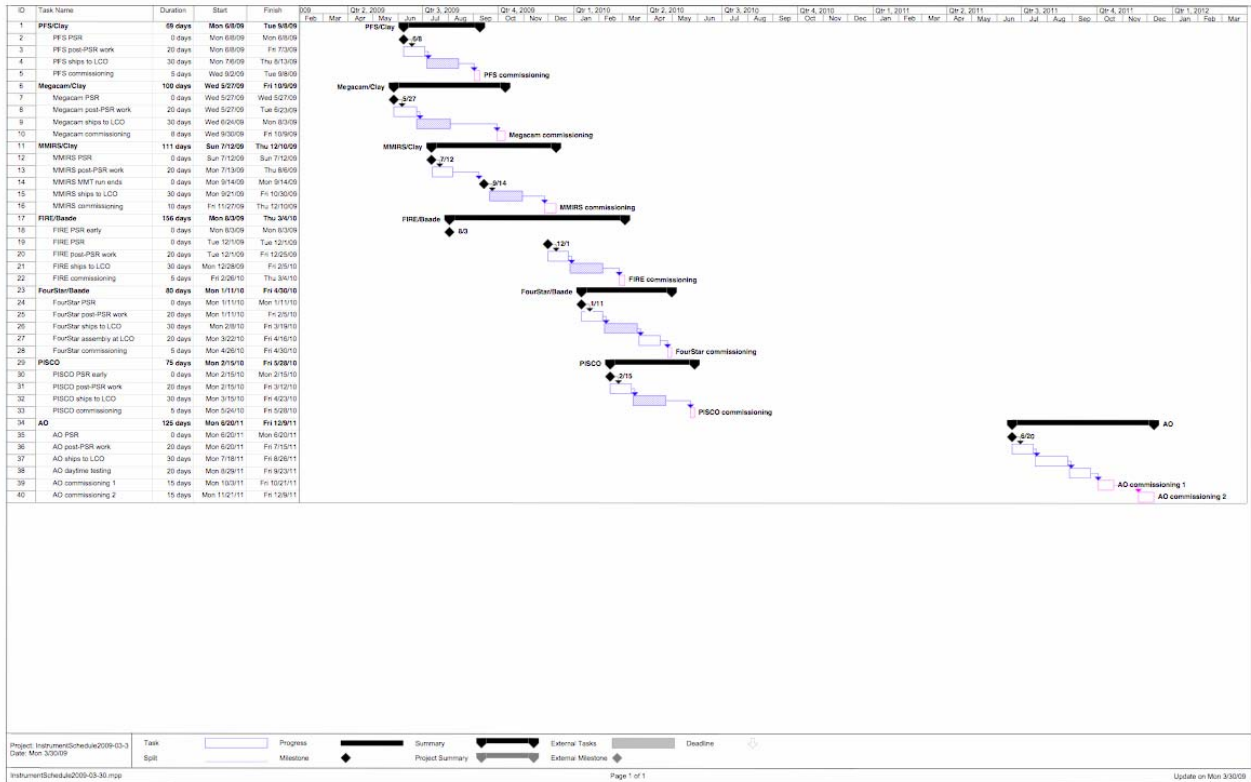 ID Task Name Duration Start Finish
009 Qtr 2, 2009 Qtr 3, 2009 Qtr 4, 2009 Qtr 1, 2010 Qtr 2, 2010 Qtr 3, 2010 Qtr 4, 2010 Qtr 1, 2011 Qtr 2, 2011 Qtr 3, 2011 Qtr 4, 2011 Qtr 1, 2012
Feb Mar Apr May Jun Jul Aug Sep Oct Nov Dec Jan Feb Mar Apr May Jun Jul Aug Sep Oct Nov Dec Jan Feb Mar Apr May Jun Jul Aug Sep Oct Nov Dec Jan Feb Mar
1 PFS/Clay 69 days Mon 6/8/09 Tue 9/8/09 PFS/Clay
2 PFS PSR 0 days Mon 6/8/09 Mon 6/8/09 6/8
3 PFS post-PSR work 20 days Mon 6/8/09 Fri 7/3/09
4 PFS ships to LCO 30 days Mon 7/6/09 Thu 8/13/09
5 PFS commissioning 5 days Wed 9/2/09 Tue 9/8/09 PFS commissioning
6 Megacam/Clay 100 days Wed 5/27/09 Fri 10/9/09 Megacam/Clay
7 Megacam PSR 0 days Wed 5/27/09 Wed 5/27/09 5/27
8 Megacam post-PSR work 20 days Wed 5/27/09 Tue 6/23/09
9 Megacam ships to LCO 30 days Wed 6/24/09 Mon 8/3/09
10 Megacam commissioning 8 days Wed 9/30/09 Fri 10/9/09 Megacam commissioning
11 MMIRS/Clay 111 days Sun 7/12/09 Thu 12/10/09 MMIRS/Clay
12 MMIRS PSR 0 days Sun 7/12/09 Sun 7/12/09 7/12
13 MMIRS post-PSR work 20 days Mon 7/13/09 Thu 8/6/09
14 MMIRS MMT run ends 0 days Mon 9/14/09 Mon 9/14/09 9/14
15 MMIRS ships to LCO 30 days Mon 9/21/09 Fri 10/30/09
16 MMIRS commissioning 10 days Fri 11/27/09 Thu 12/10/09 MMIRS commissioning
17 FIRE/Baade 156 days Mon 8/3/09 Thu 3/4/10 FIRE/Baade
18 FIRE PSR early 0 days Mon 8/3/09 Mon 8/3/09 8/3
19 FIRE PSR 0 days Tue 12/1/09 Tue 12/1/09 12/1
20 FIRE post-PSR work 20 days Tue 12/1/09 Fri 12/25/09
21 FIRE ships to LCO 30 days Mon 12/28/09 Fri 2/5/10
22 FIRE commissioning 5 days Fri 2/26/10 Thu 3/4/10 FIRE commissioning
23 FourStar/Baade 80 days Mon 1/11/10 Fri 4/30/10 FourStar/Baade
24 FourStar PSR 0 days Mon 1/11/10 Mon 1/11/10 1/11
25 FourStar post-PSR work 20 days Mon 1/11/10 Fri 2/5/10
26 FourStar ships to LCO 30 days Mon 2/8/10 Fri 3/19/10
27 FourStar assembly at LCO 20 days Mon 3/22/10 Fri 4/16/10
28 FourStar commissioning 5 days Mon 4/26/10 Fri 4/30/10 FourStar commissioning
29 PISCO 75 days Mon 2/15/10 Fri 5/28/10 PISCO
30 PISCO PSR early 0 days Mon 2/15/10 Mon 2/15/10 2/15
31 PISCO post-PSR work 20 days Mon 2/15/10 Fri 3/12/10
32 PISCO ships to LCO 30 days Mon 3/15/10 Fri 4/23/10
33 PISCO commissioning 5 days Mon 5/24/10 Fri 5/28/10 PISCO commissioning
34 AO 125 days Mon 6/20/11 Fri 12/9/11 AO
35 AO PSR 0 days Mon 6/20/11 Mon 6/20/11 6/20
36 AO post-PSR work 20 days Mon 6/20/11 Fri 7/15/11
37 AO ships to LCO 30 days Mon 7/18/11 Fri 8/26/11
38 AO daytime testing 20 days Mon 8/29/11 Fri 9/23/11
39 AO commissioning 1 15 days Mon 10/3/11 Fri 10/21/11 AO commissioning 1
40 AO commissioning 2 15 days Mon 11/21/11 Fri 12/9/11 AO commissioning 2
Project: InstrumentSchedule2009-03-3
Date: Mon 3/30/09
Task Progress Summary External Tasks Deadline
Split Milestone Project Summary External Milestone
InstrumentSchedule2009-03-30.mpp Page 1 of 1 Update on Mon 3/30/09